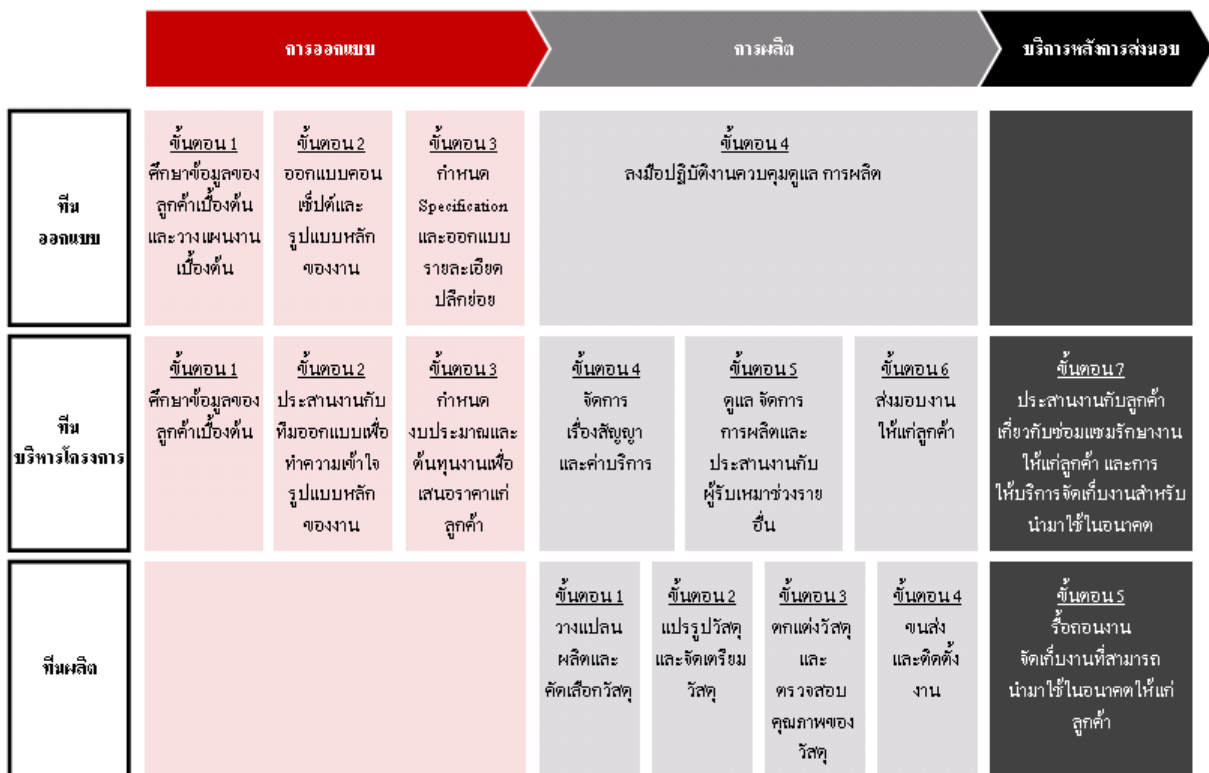 การออกแบบ
การผลิต
บริการหลังการส่งมอบ
ทีม
ออกแบบ
ขั้นตอน 1
ศึกษาข้อมูลของ
ลูกค้าเบื้องต้น
และวางแผนงาน
เบื้องต้น
ขั้นตอน 2
ออกแบบคอน
เซ็ปต์และ
รูปแบบหลัก
ของงาน
ขั้นตอน 3
กำหนด
Specification
และออกแบบ
รายละเอียด
ปลีกย่อย
ขั้นตอน 4
ลงมือปฏิบัติงานควบคุมดูแล การผลิต
ทีม
บริหารโครงการ
ขั้นตอน 1
ศึกษาข้อมูลของ
ลูกค้าเบื้องต้น
ขั้นตอน 2
ประสานงานกับ
ทีมออกแบบเพื่อ
ทำความเข้าใจ
รูปแบบหลัก
ของงาน
ขั้นตอน 3
กำหนด
งบประมาณและ
ต้นทุนงานเพื่อ
เสนอราคาแก่
ลูกค้า
ขั้นตอน 4
จัดการ
เรื่องสัญญา
และค่าบริการ
ขั้นตอน 5
ดูแล จัดการ
การผลิตและ
ประสานงานกับ
ผู้รับเหมาช่วงราย
อื่น
ขั้นตอน 6
ส่งมอบงาน
ให้แก่ลูกค้า
ขั้นตอน 7
ประสานงานกับลูกค้า
เกี่ยวกับซ่อมแซมรักษางาน
ให้แก่ลูกค้า และการ
ให้บริการจัดเก็บงานสำหรับ
นำมาใช้ในอนาคต
ทีมผลิต
ขั้นตอน 1
วางแปลน
ผลิตและ
คัดเลือกวัสดุ
ขั้นตอน 2
แปรรูปวัสดุ
และจัดเตรียม
วัสดุ
ขั้นตอน 3
ตกแต่งวัสดุ
และ
ตรวจสอบ
คุณภาพของ
วัสดุ
ขั้นตอน 4
ขนส่ง
และติดตั้ง
งาน
ขั้นตอน 5
รื้อถอนงาน
จัดเก็บงานที่สามารถ
นำมาใช้ในอนาคตให้แก่
ลูกค้า